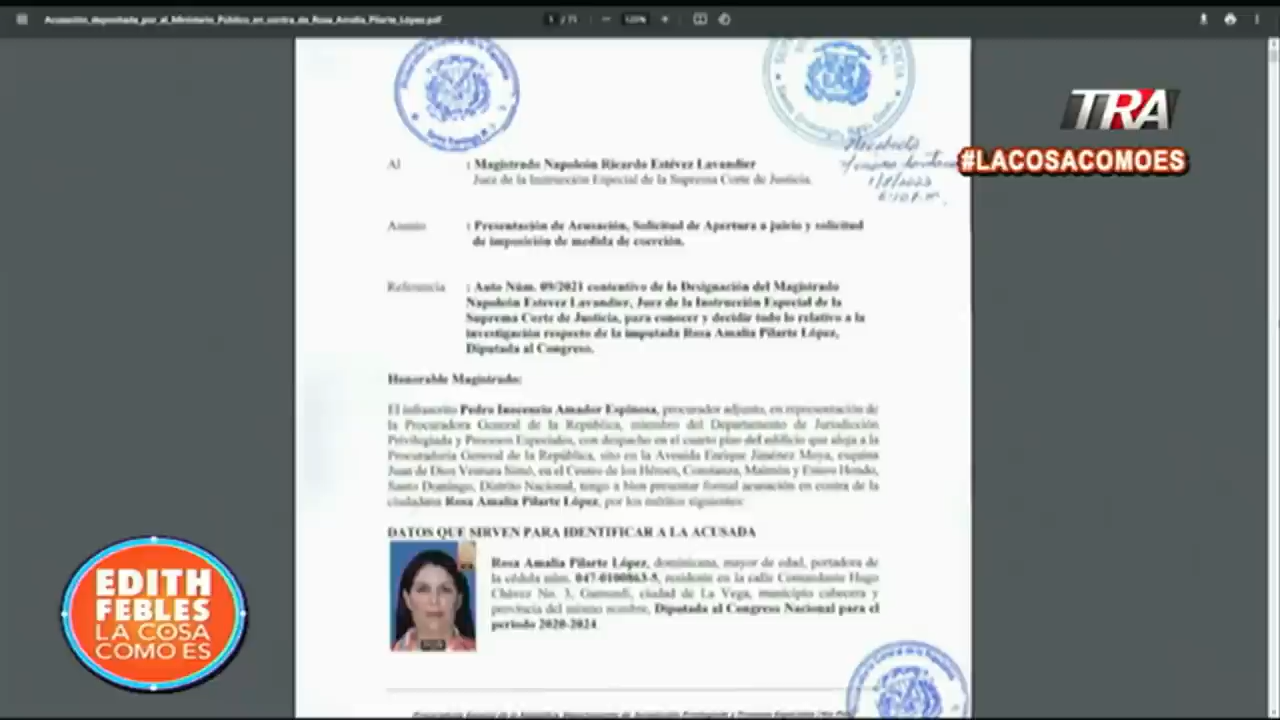 Acusación_depositada_por_el_Ministerio_Público_en_contra_de_Rosa_Amalia_Pilarte_López.pdf
1 / 75
TRA
#LACOSACOMOES
Al : Magistrado Napoleón Ricardo Estévez Lavandier
Juez de la Instrucción Especial de la Suprema Corte de Justicia.
Asunto : Presentación de Acusación, Solicitud de Apertura a juicio y solicitud
de imposición de medida de coerción.
Referencia : Auto Núm. 09/2021 contentivo de la Designación del Magistrado
Napoleón Estevez Lavandier, Juez de la Instrucción Especial de la
Suprema Corte de Justicia, para conocer y decidir todo lo relativo a la
investigación respecto de la imputada Rosa Amalia Pilarte López,
Diputada al Congreso.
Honorable Magistrado:
El infrascrito Pedro Inocencio Amador Espinosa, procurador adjunto, en representación de
la Procuradora General de la República, miembro del Departamento de Jurisdicción
Privilegiada y Procesos Especiales, con despacho en el cuarto piso del edificio que aloja a la
Procuraduría General de la República, sito en la Avenida Enrique Jiménez Moya, esquina
Juan de Dios Ventura Simó, en el Centro de los Héroes, Constanza, Maimón y Estero Hondo,
Santo Domingo, Distrito Nacional, tengo a bien presentar formal acusación en contra de la
ciudadana Rosa Amalia Pilarte López, por los méritos siguientes:
DATOS QUE SIRVEN PARA IDENTIFICAR A LA ACUSADA
Rosa Amalia Pilarte López, dominicana, mayor de edad, portadora de
la cédula núm. 047-0100863-5, residente en la calle Comandante Hugo
Chávez No. 3, Gamundi, ciudad de La Vega, municipio cabecera y
provincia del mismo nombre, Diputada al Congreso Nacional para el
periodo 2020-2024
EDITH
FEBLES
LA COSA
COMO ES